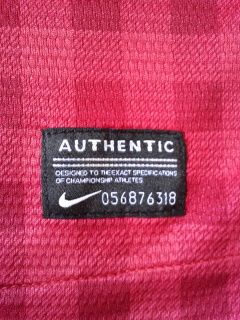 AUTHENTIC
DESIGNED TO THE EXACT SPECIFICATIONS
OF CHAMPIONSHIP ATHLETES
056876318